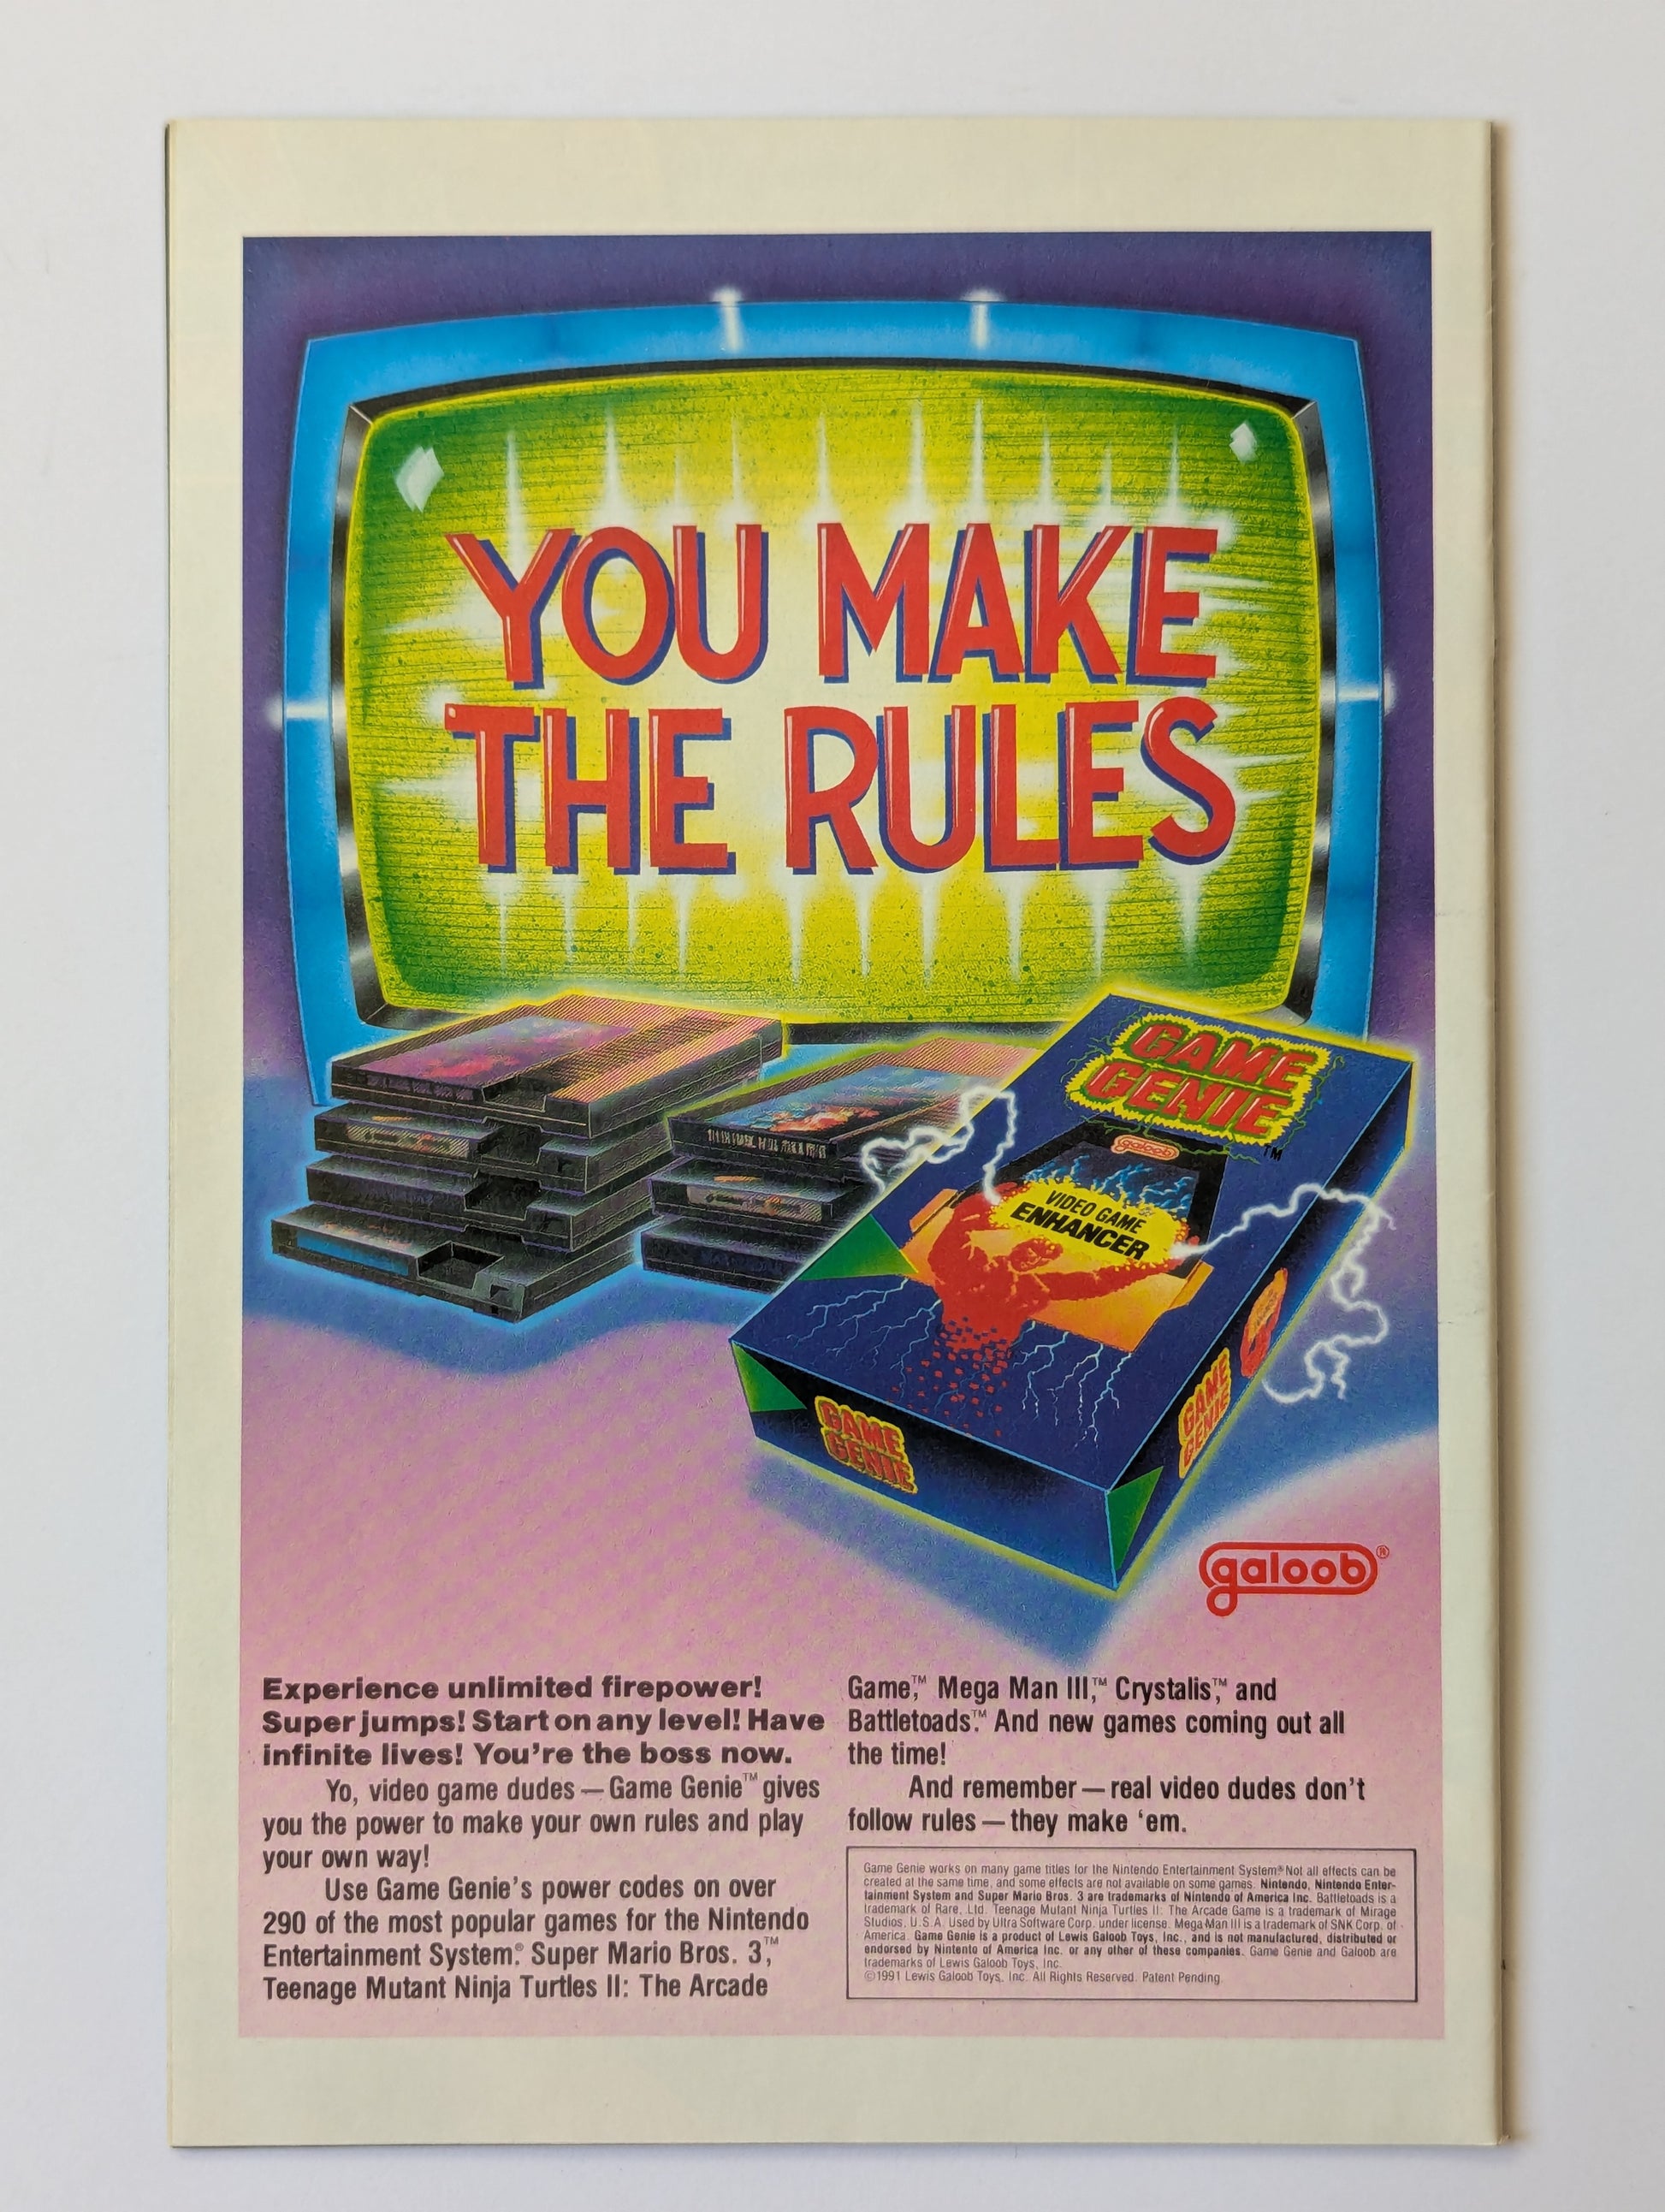 YOU MAKE
THE RULES
GAME
GENIE
TM
galoob
VIDEO GAME
ENHANCER
GAME
GENIE
GAME
GENIE
galoob®
Experience unlimited firepower!
Super jumps! Start on any level! Have
infinite lives! You're the boss now.
Yo, video game dudes — Game Genie™ gives
you the power to make your own rules and play
your own way!
Use Game Genie's power codes on over
290 of the most popular games for the Nintendo
Entertainment System.® Super Mario Bros. 3,™
Teenage Mutant Ninja Turtles II: The Arcade
Game,™ Mega Man III,™ Crystalis,™ and
Battletoads.™ And new games coming out all
the time!
And remember — real video dudes don't
follow rules — they make 'em.
Game Genie works on many game titles for the Nintendo Entertainment System.® Not all effects can be
created at the same time, and some effects are not available on some games. Nintendo, Nintendo Enter-
tainment System and Super Mario Bros. 3 are trademarks of Nintendo of America Inc. Battletoads is a
trademark of Rare, Ltd. Teenage Mutant Ninja Turtles II: The Arcade Game is a trademark of Mirage
Studios, U.S.A. Used by Ultra Software Corp. under license. Mega Man III is a trademark of SNK Corp. of
America. Game Genie is a product of Lewis Galoob Toys, Inc., and is not manufactured, distributed or
endorsed by Nintento of America Inc. or any other of these companies. Game Genie and Galoob are
trademarks of Lewis Galoob Toys, Inc.
©1991 Lewis Galoob Toys, Inc. All Rights Reserved. Patent Pending.